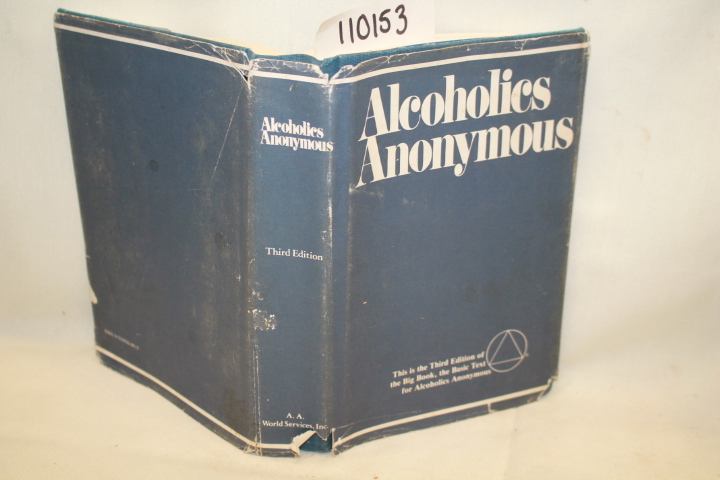 110153
Alcoholics
Anonymous
Third Edition
A. A.
World Services, Inc.
Alcoholics
Anonymous
This is the Third Edition of
the Big Book, the Basic Text
for Alcoholics Anonymous